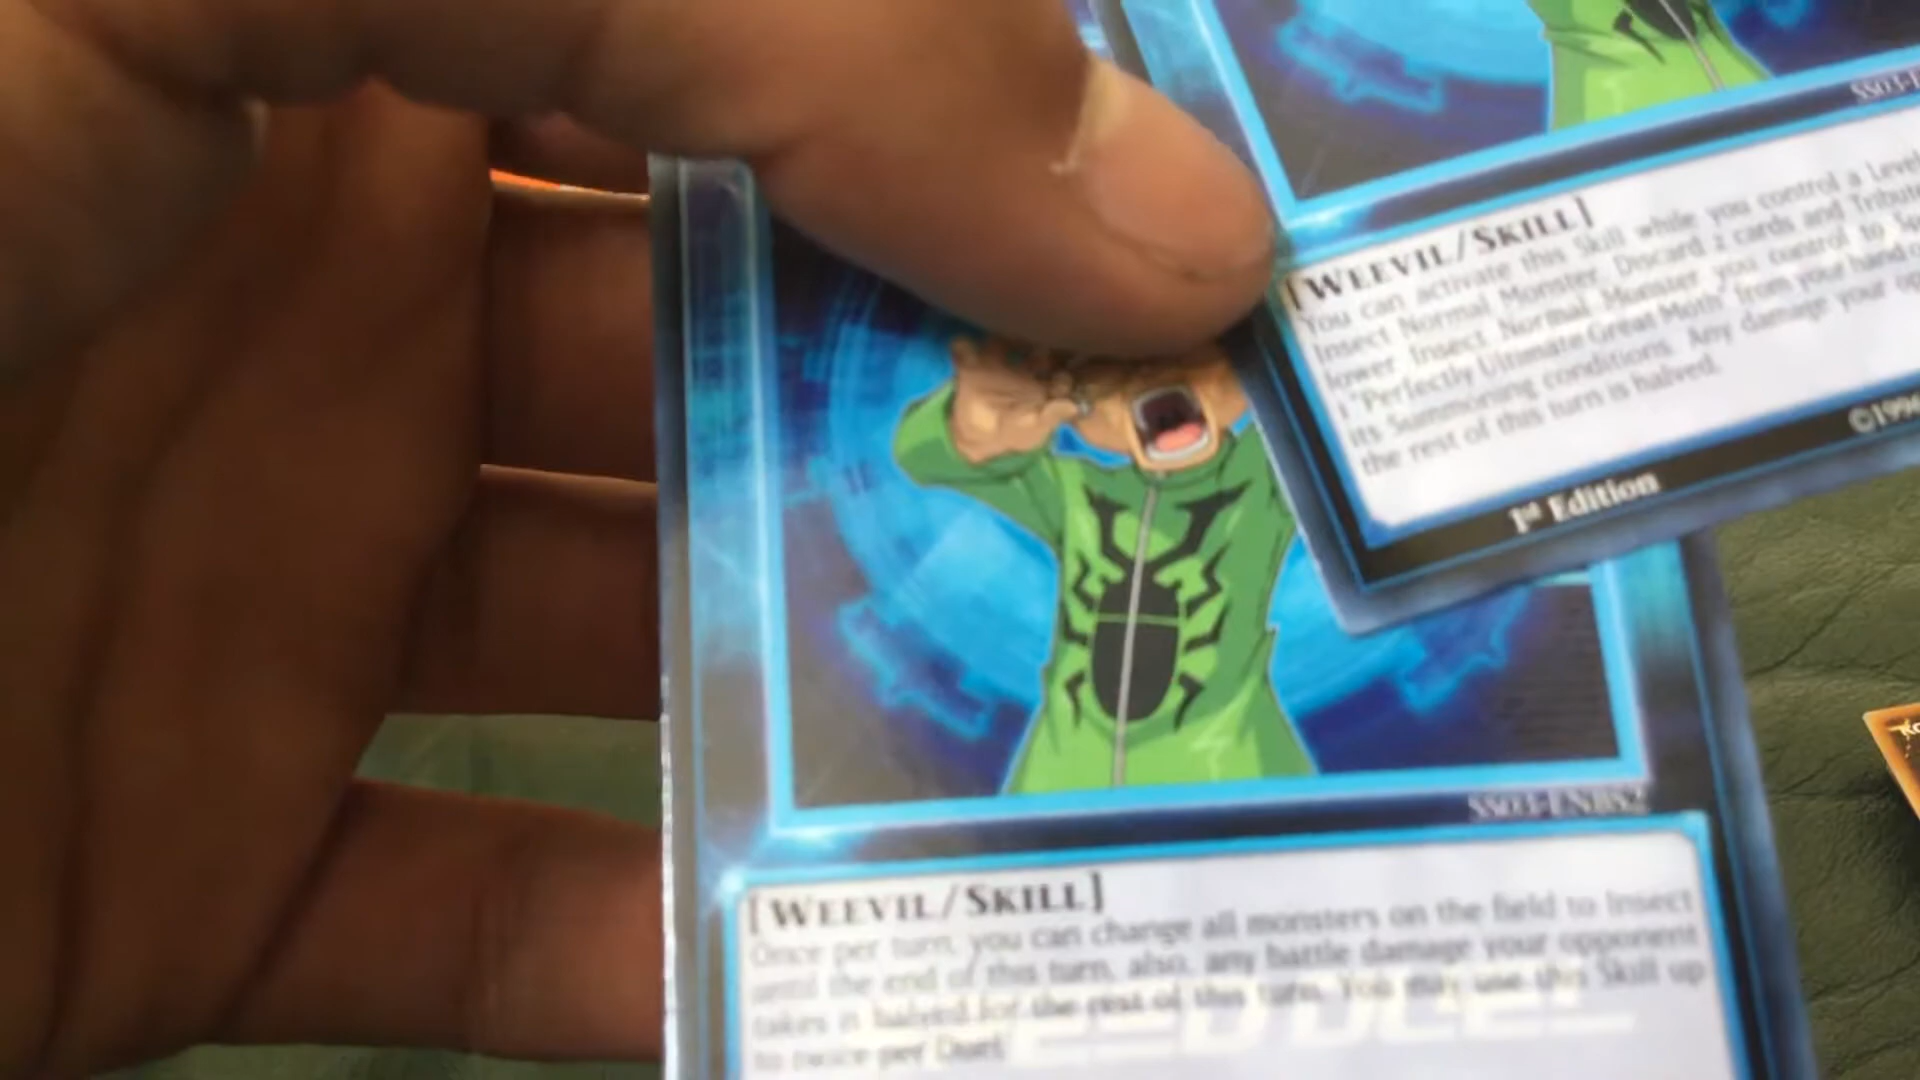 SS03-E
[WEEVIL/SKILL]
You can activate this Skill while you control a Level
Insect Normal Monster. Discard 2 cards and Tribute
lower Insect Normal Monster you control to
1 "Perfectly Ultimate Great Moth" from your hand
its Summoning conditions. Any damage your op
the rest of this turn is halved.
1st Edition
©1996
SS03-ENBS2
[WEEVIL/SKILL]
Once per turn, you can change all monsters on the field to Insect
until the end of this turn, also, any battle damage your opponent
takes is halved for the rest of this turn. You may use this Skill up
to twice per Duel.